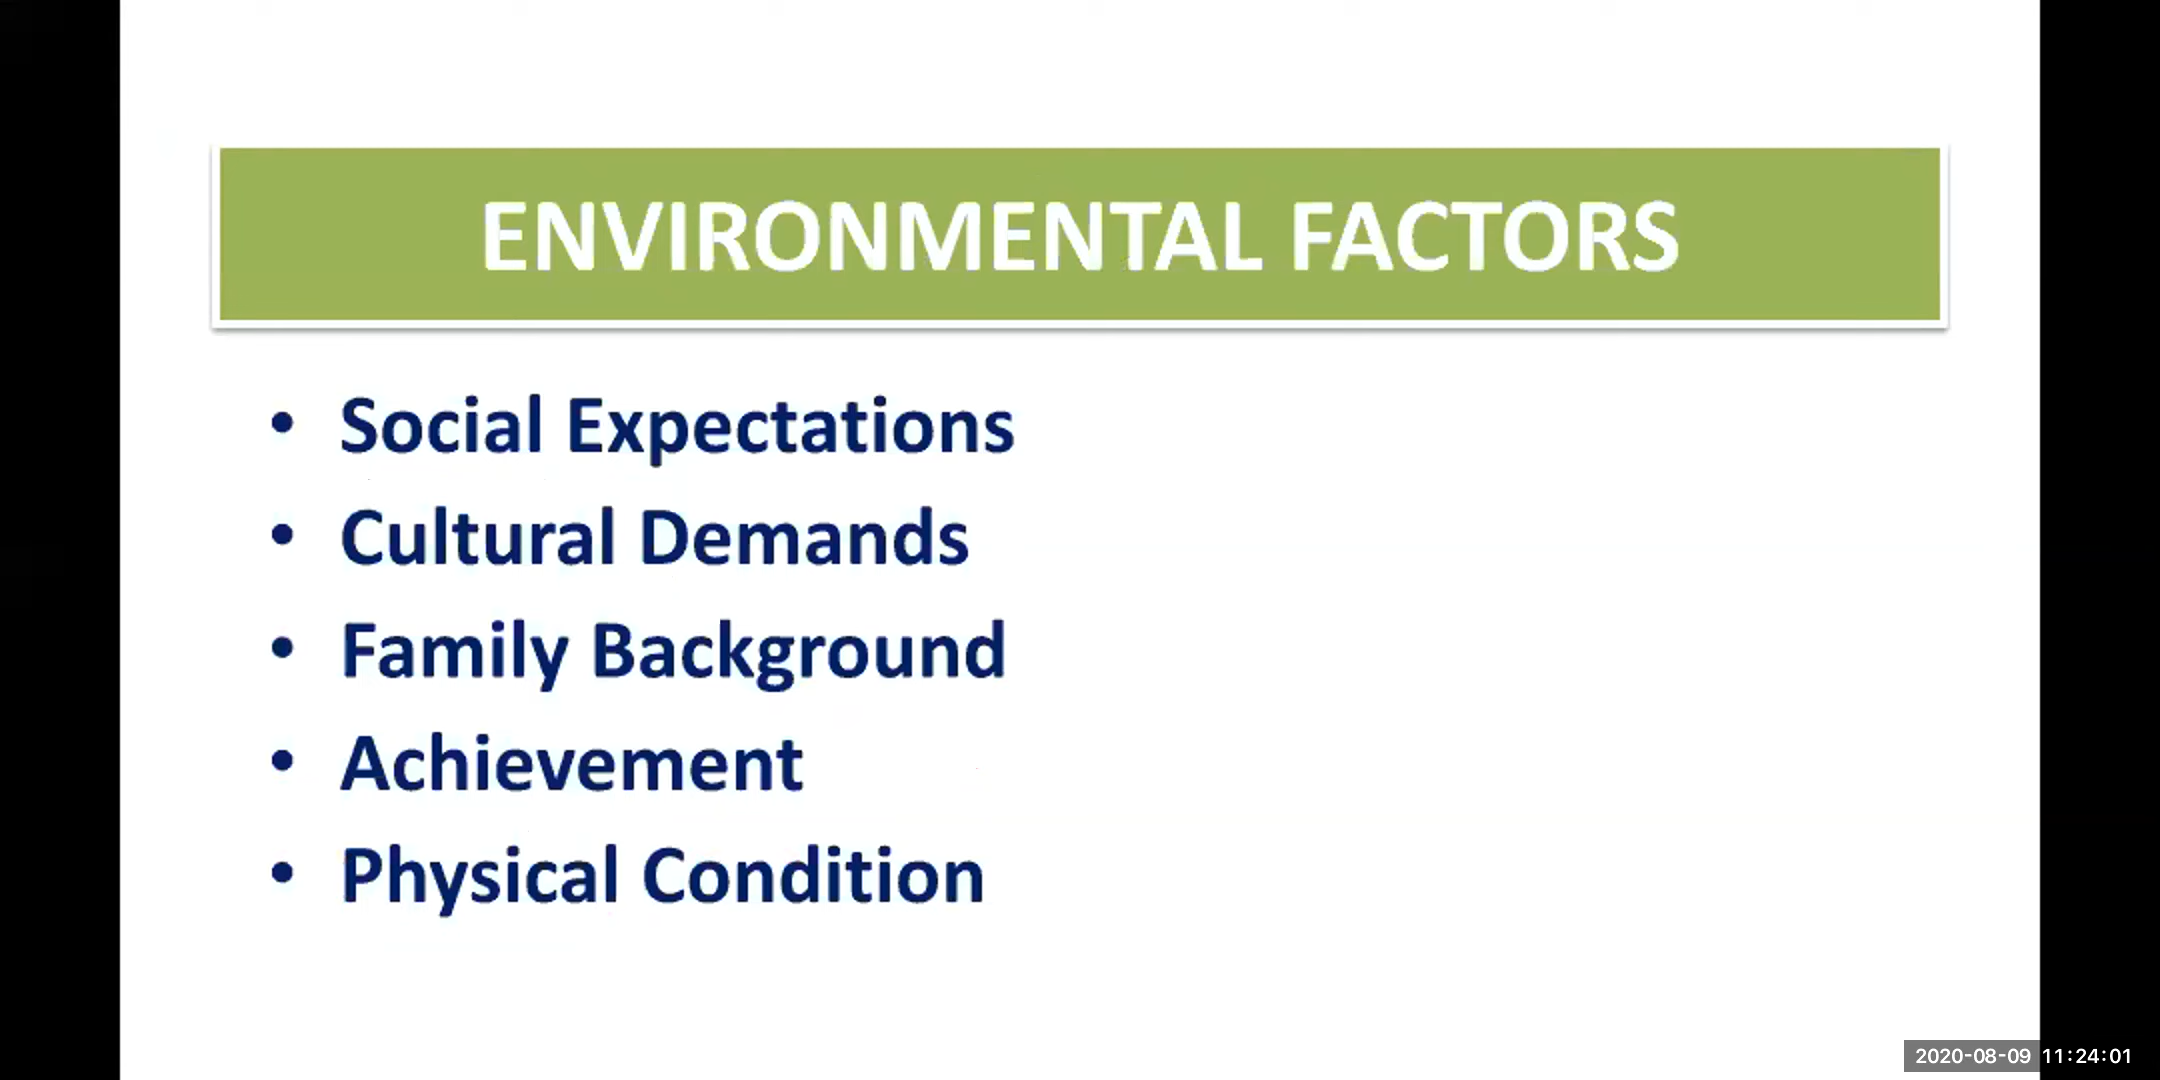 ENVIRONMENTAL FACTORS
• Social Expectations
• Cultural Demands
• Family Background
• Achievement
• Physical Condition
2020-08-09 11:24:01